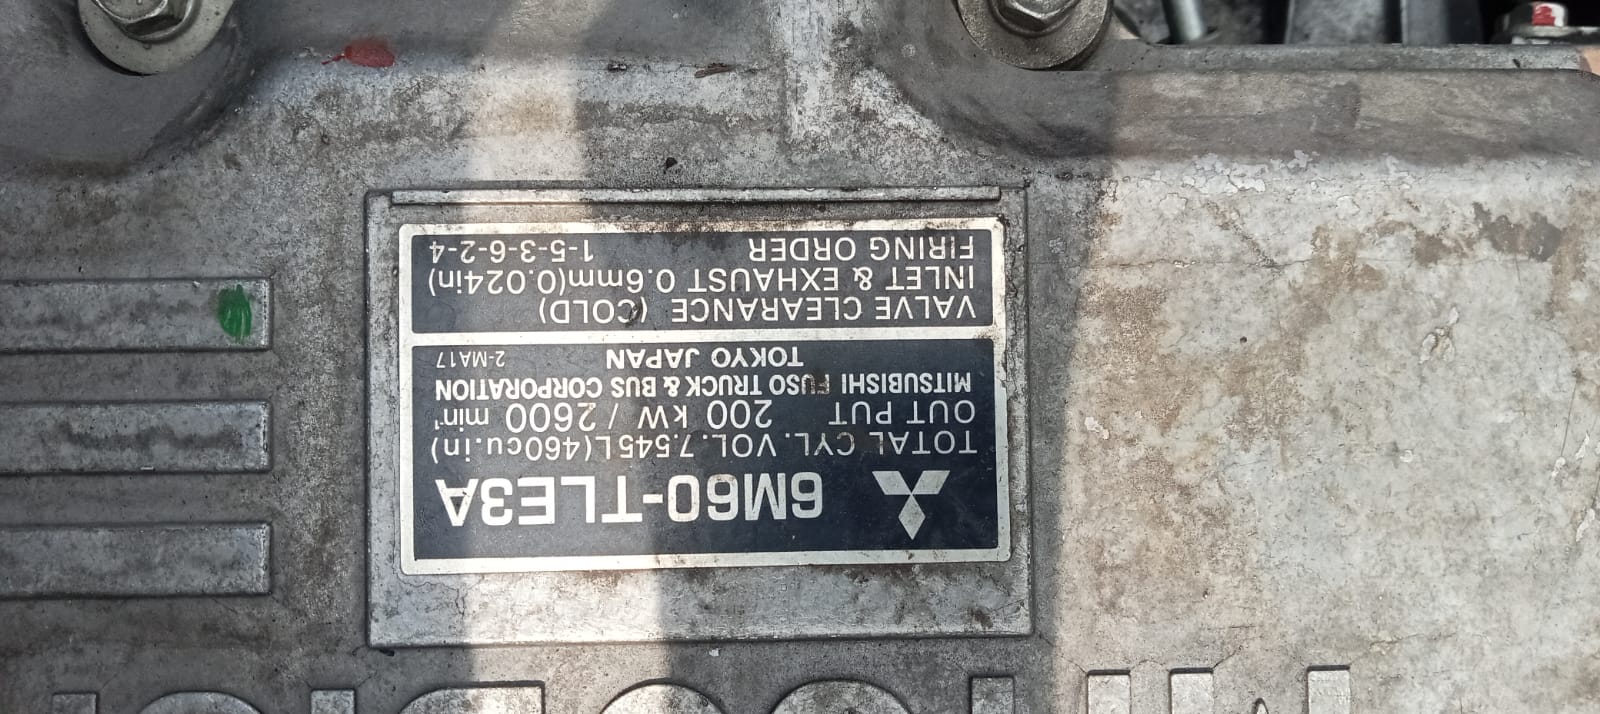 6M60-TLE3A
TOTAL CYL. VOL. 7.545L(460cu.in)
OUTPUT 200 kW / 2600 min⁻¹
MITSUBISHI FUSO TRUCK & BUS CORPORATION
TOKYO JAPAN 2-MA17
VALVE CLEARANCE (COLD)
INLET & EXHAUST 0.6mm(0.024in)
FIRING ORDER 1-5-3-6-2-4